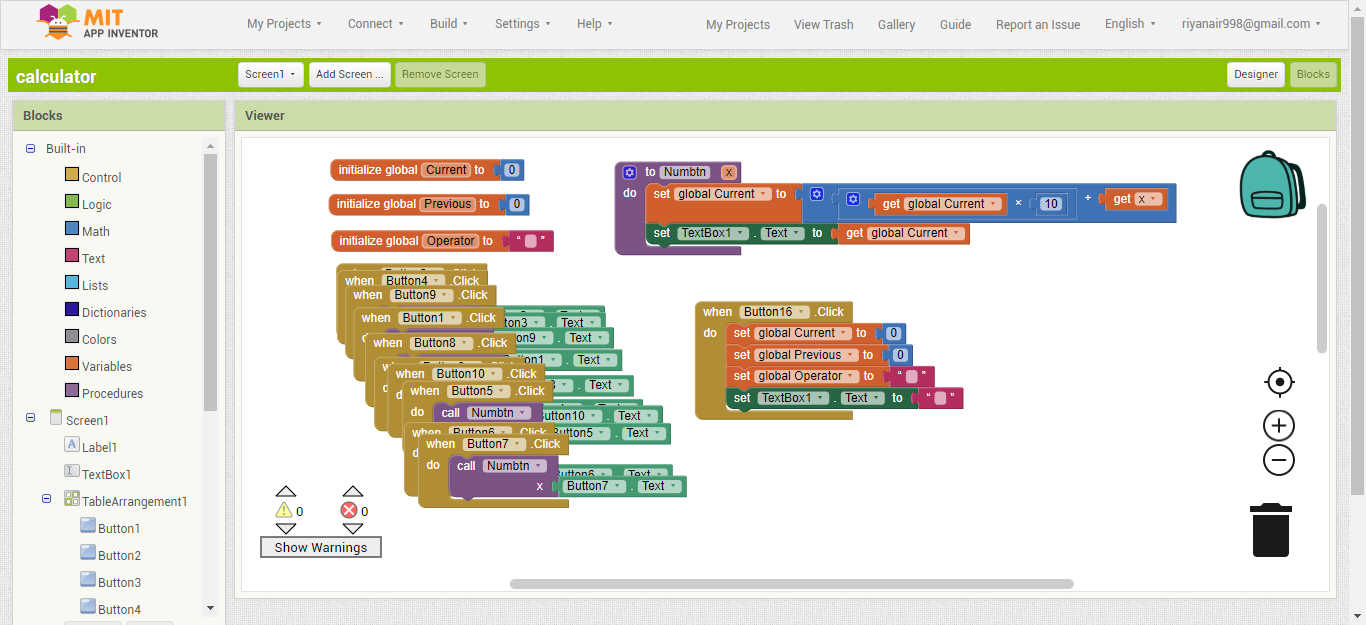 MIT
APP INVENTOR
My Projects Connect Build Settings Help My Projects View Trash Gallery Guide Report an Issue English riyanair998@gmail.com
calculator Screen1 Add Screen ... Remove Screen Designer Blocks
Blocks
Viewer
Built-in
Control
Logic
Math
Text
Lists
Dictionaries
Colors
Variables
Procedures
Screen1
Label1
TextBox1
TableArrangement1
Button1
Button2
Button3
Button4
initialize global Current to 0
initialize global Previous to 0
initialize global Operator to “ ”
to Numbtn x
do set global Current to get global Current × 10 + get x
set TextBox1 . Text to get global Current
when Button4 .Click
when Button9 .Click
when Button1 .Click
when Button8 .Click
when Button10 .Click
when Button5 .Click
do call Numbtn
when Button6 .Click
when Button7 .Click
do call Numbtn
x Button7 . Text
ton3 . Text
on9 . Text
ton1 . Text
. Text
utton10 . Text
Button5 . Text
utton6 . Text
when Button16 .Click
do set global Current to 0
set global Previous to 0
set global Operator to “ ”
set TextBox1 . Text to “ ”
0 0
Show Warnings